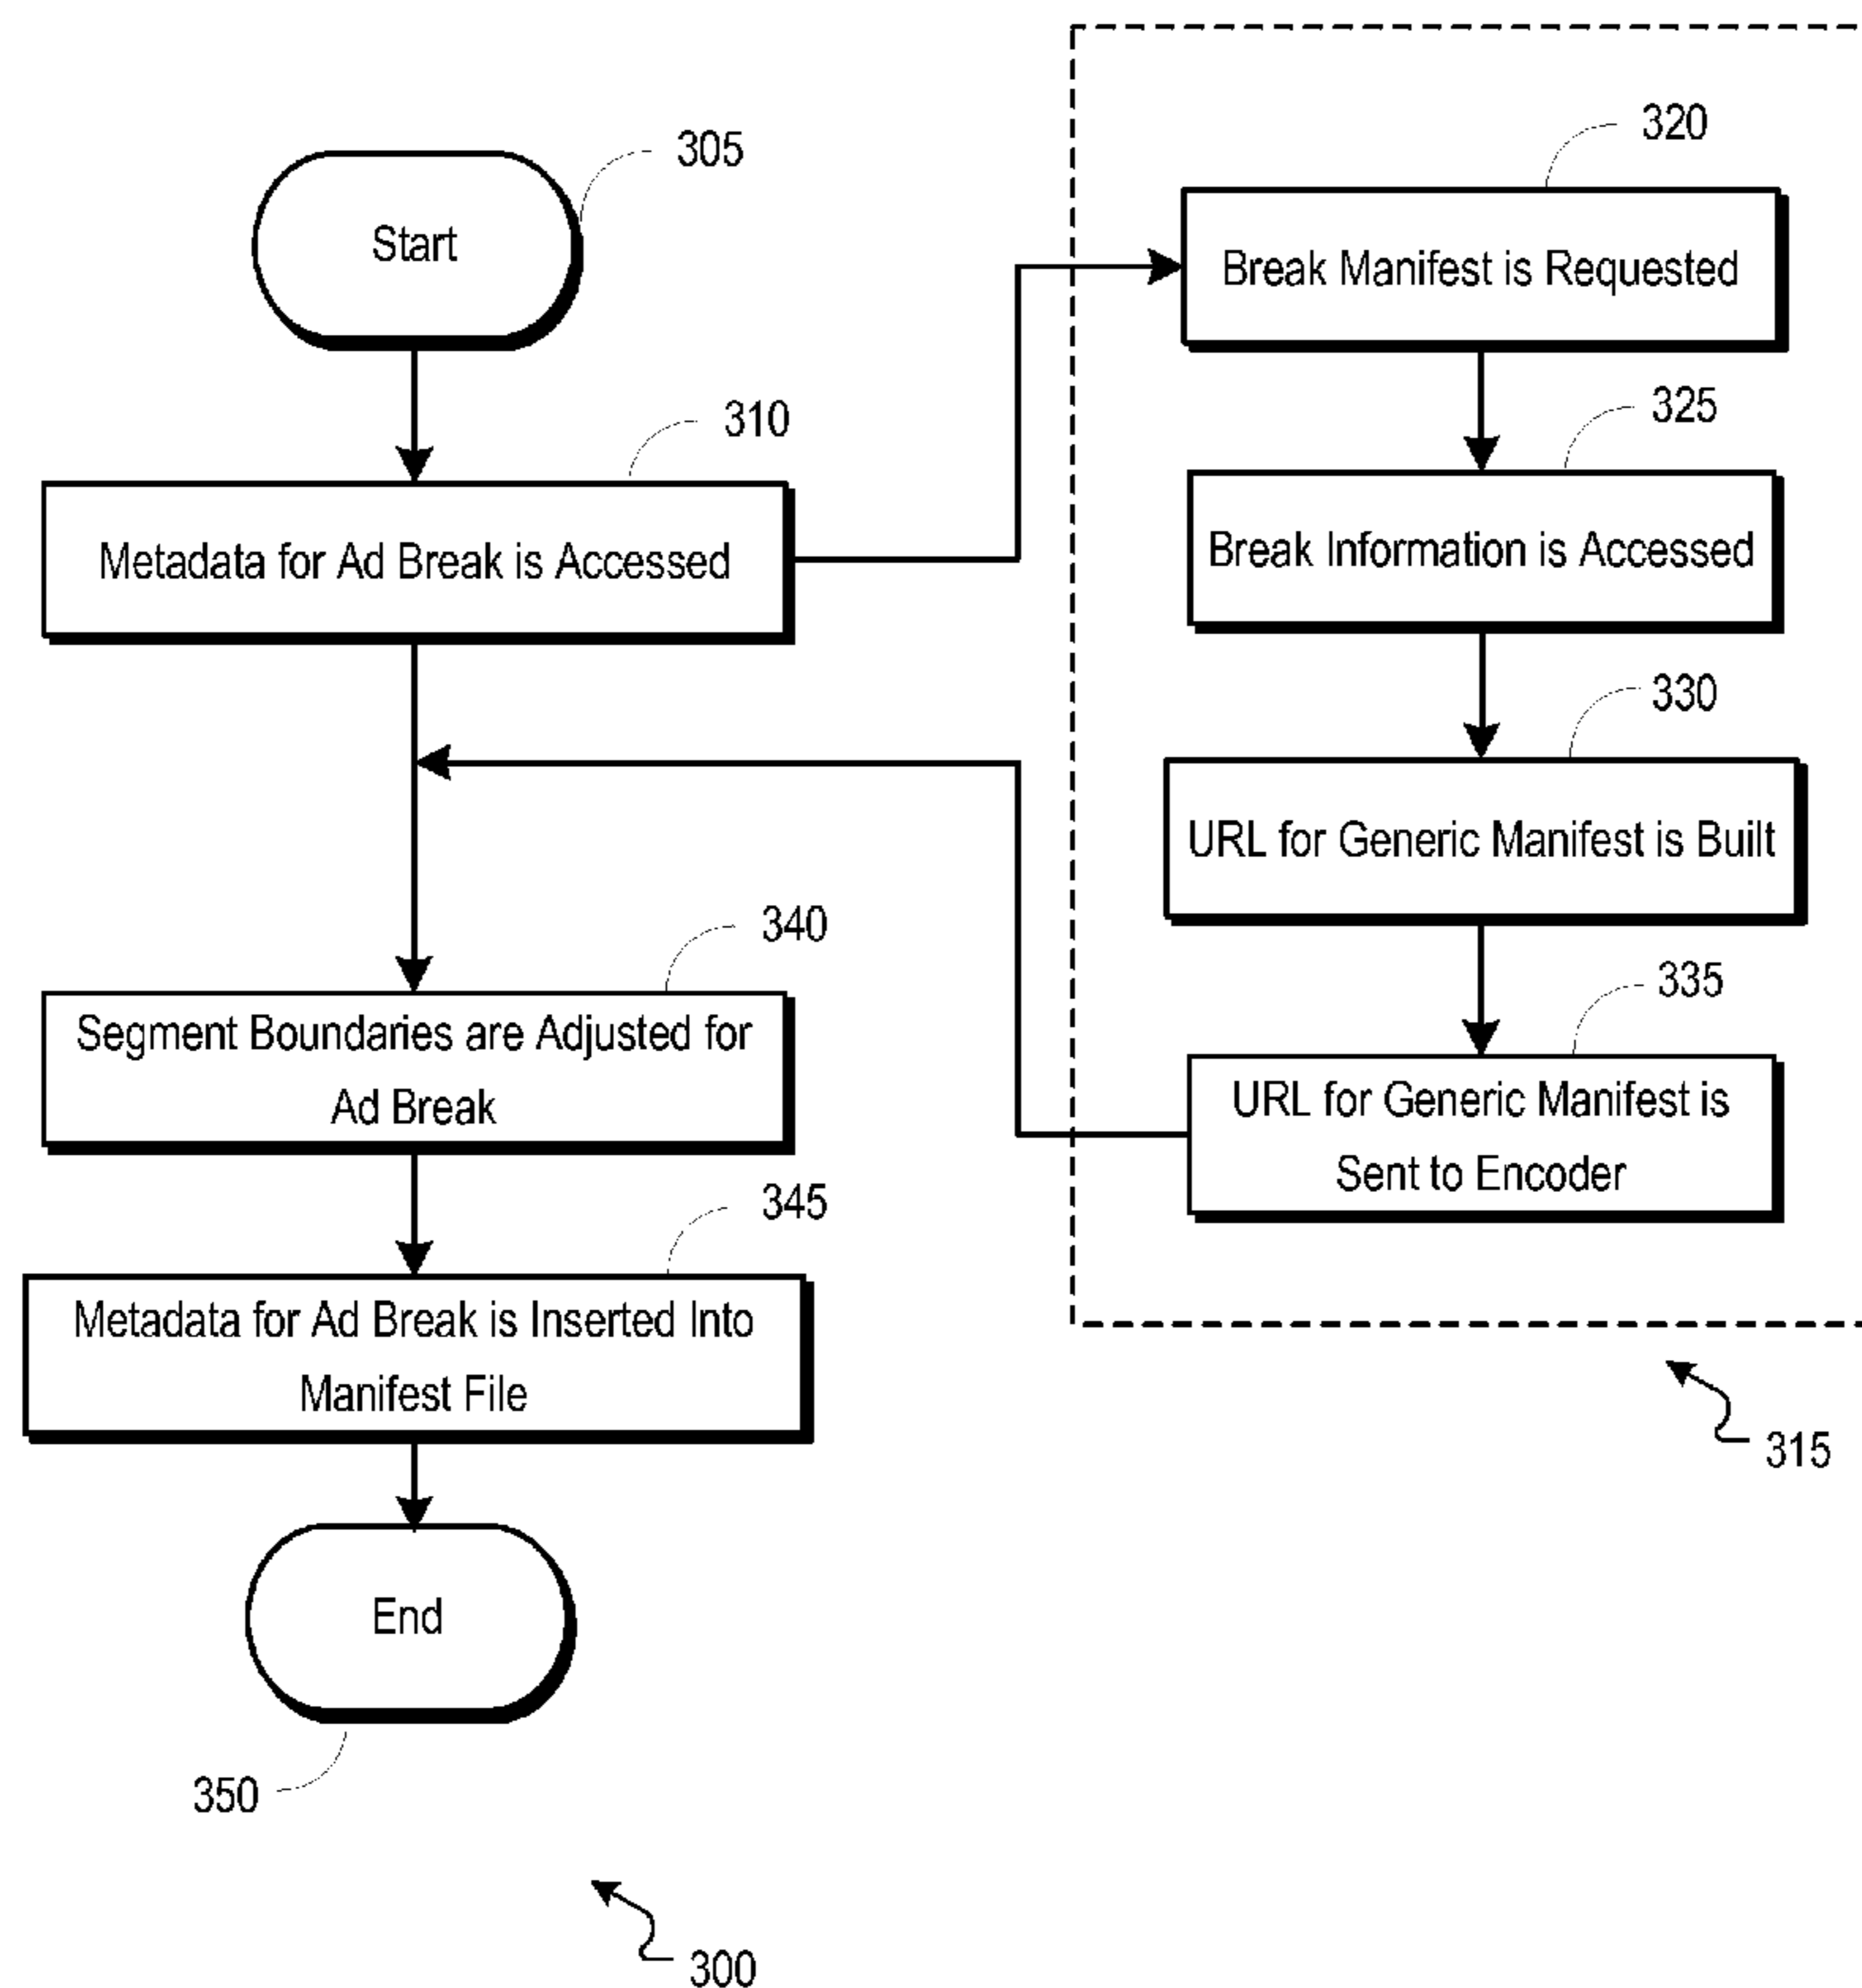 305
Start
310
Metadata for Ad Break is Accessed
320
Break Manifest is Requested
325
Break Information is Accessed
330
URL for Generic Manifest is Built
335
URL for Generic Manifest is
Sent to Encoder
315
340
Segment Boundaries are Adjusted for
Ad Break
345
Metadata for Ad Break is Inserted Into
Manifest File
End
350
300